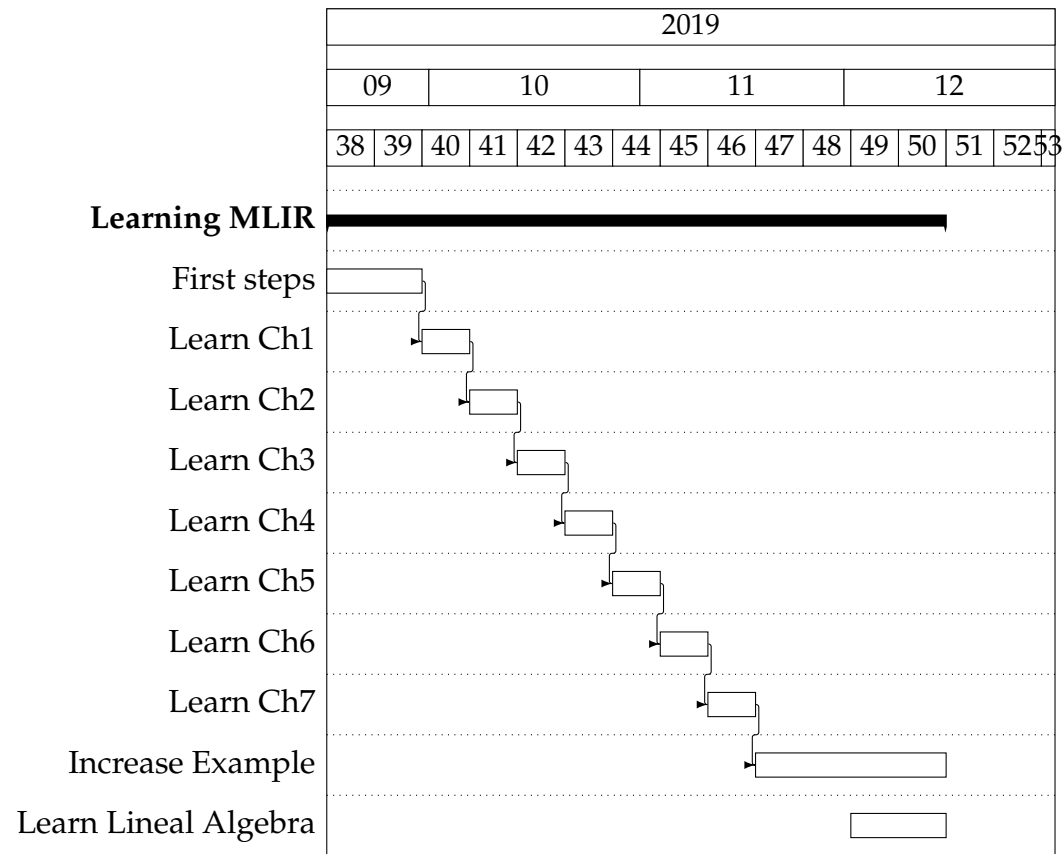 2019
09 10 11 12
38 39 40 41 42 43 44 45 46 47 48 49 50 51 52 53
Learning MLIR
First steps
Learn Ch1
Learn Ch2
Learn Ch3
Learn Ch4
Learn Ch5
Learn Ch6
Learn Ch7
Increase Example
Learn Lineal Algebra